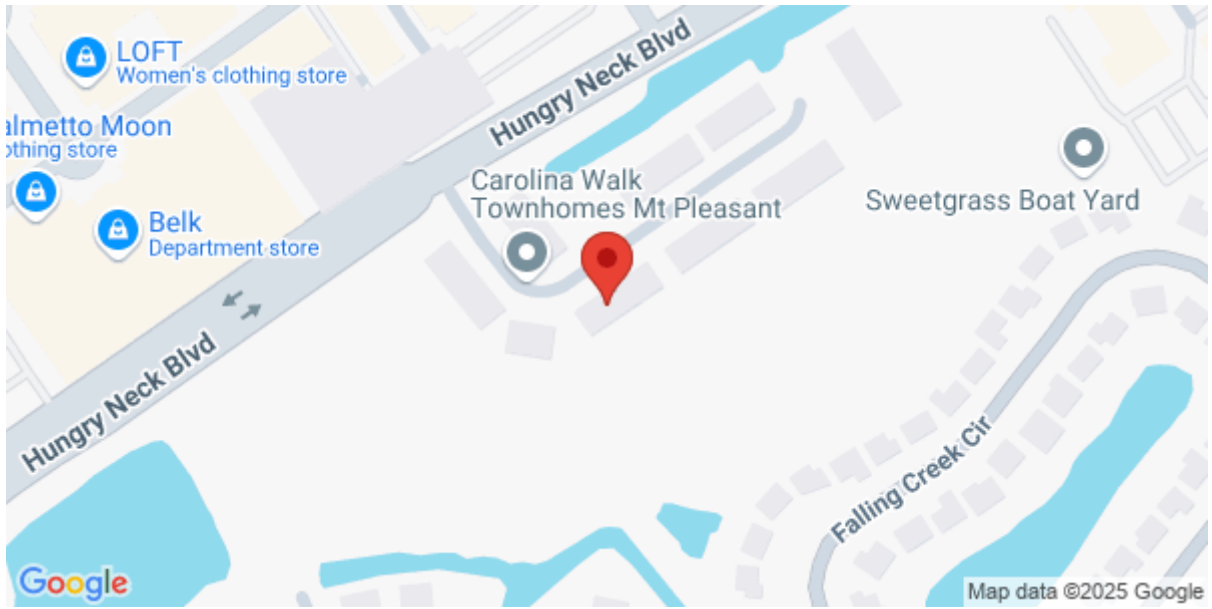 LOFT
Women's clothing store
almetto Moon
othing store
Belk
Department store
Hungry Neck Blvd
Carolina Walk
Townhomes Mt Pleasant
Sweetgrass Boat Yard
Hungry Neck Blvd
Falling Creek Cir
Google
Map data ©2025 Google